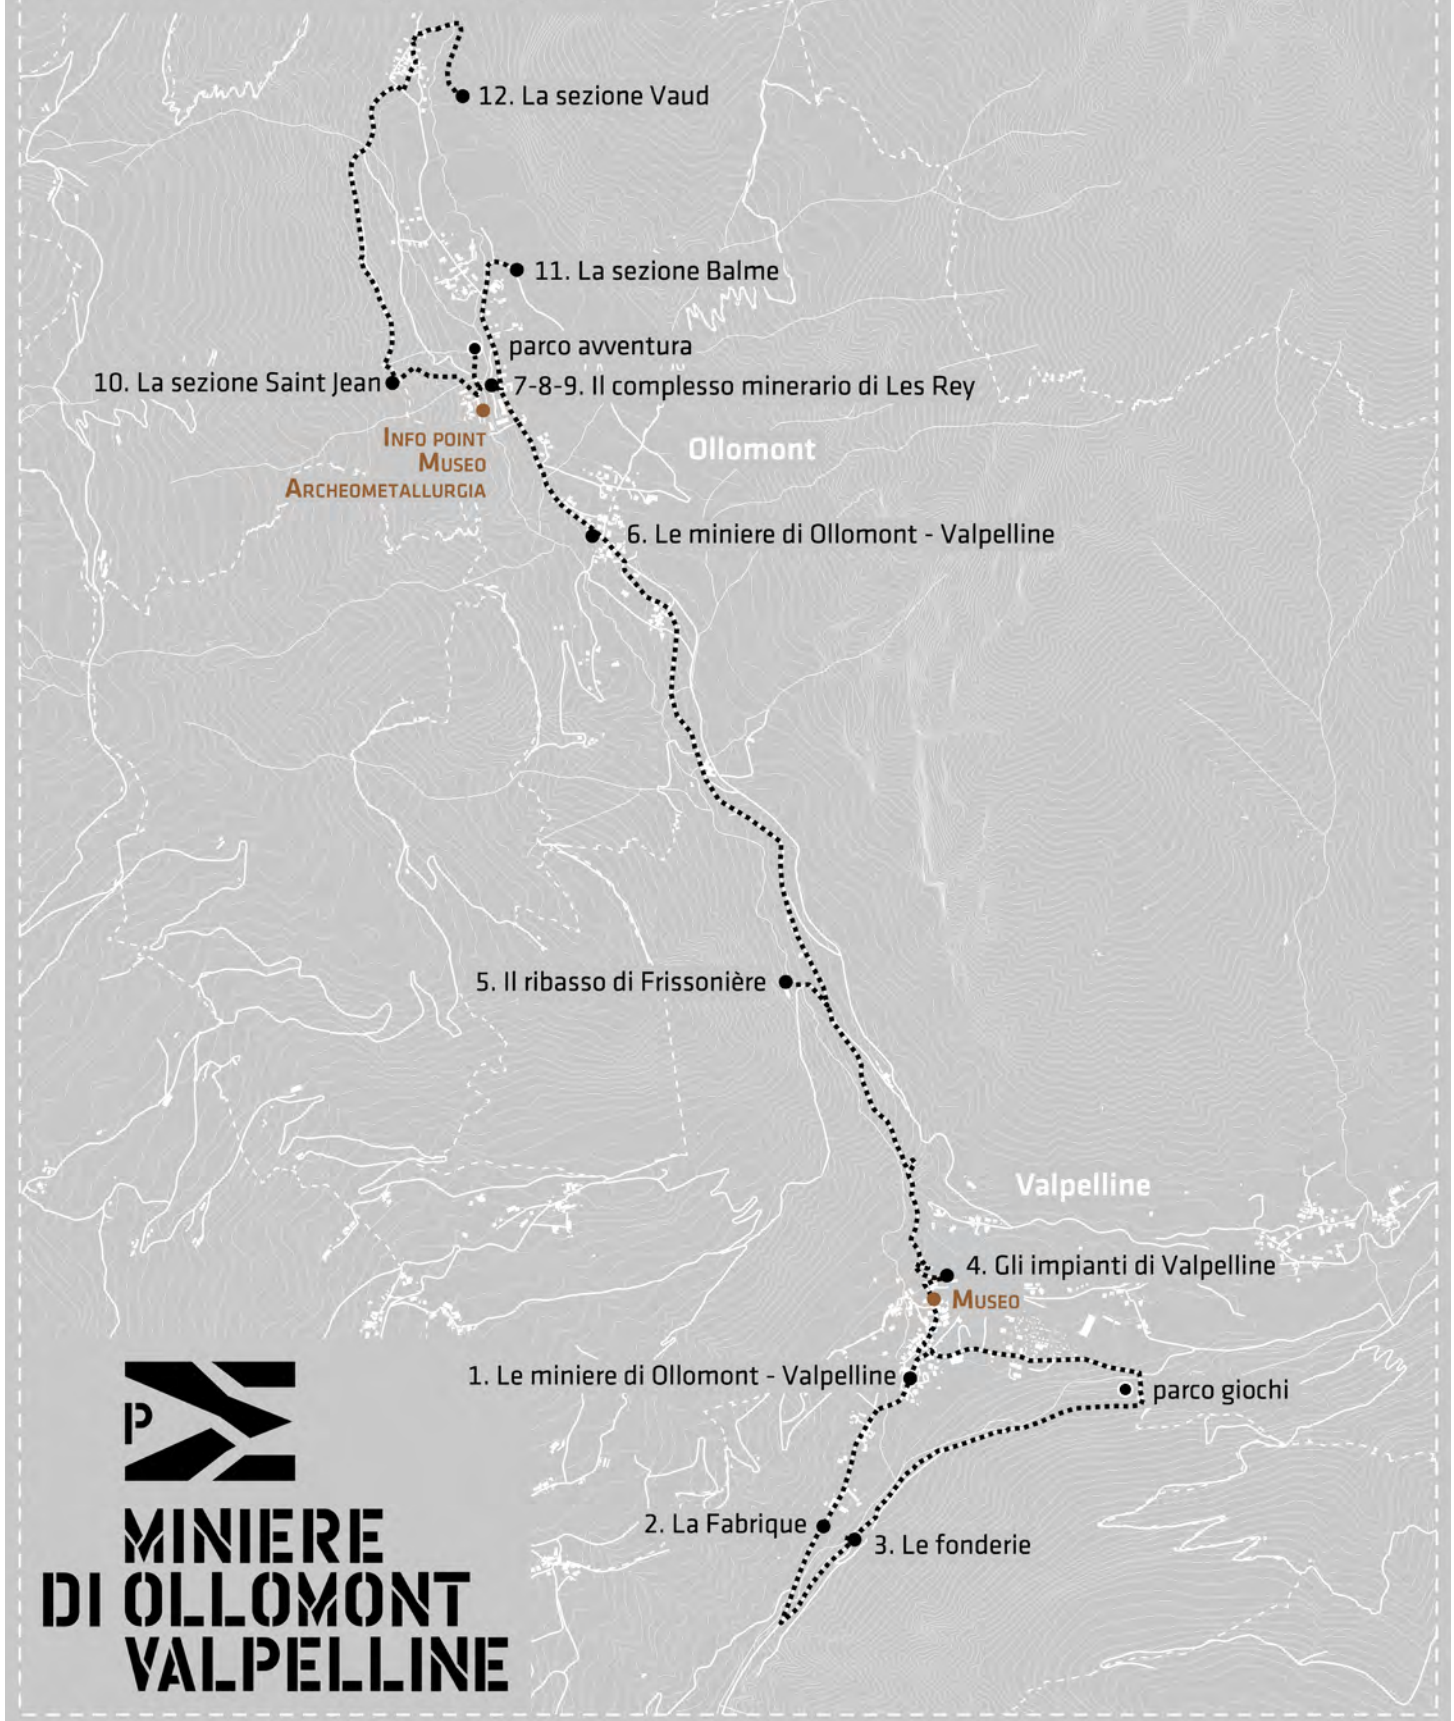 12. La sezione Vaud
11. La sezione Balme
parco avventura
10. La sezione Saint Jean
7-8-9. Il complesso minerario di Les Rey
Info point
Museo
Archeometallurgia
Ollomont
6. Le miniere di Ollomont - Valpelline
5. Il ribasso di Frissonière
Valpelline
4. Gli impianti di Valpelline
Museo
1. Le miniere di Ollomont - Valpelline
parco giochi
2. La Fabrique
3. Le fonderie
P
MINIERE
DI OLLOMONT
VALPELLINE